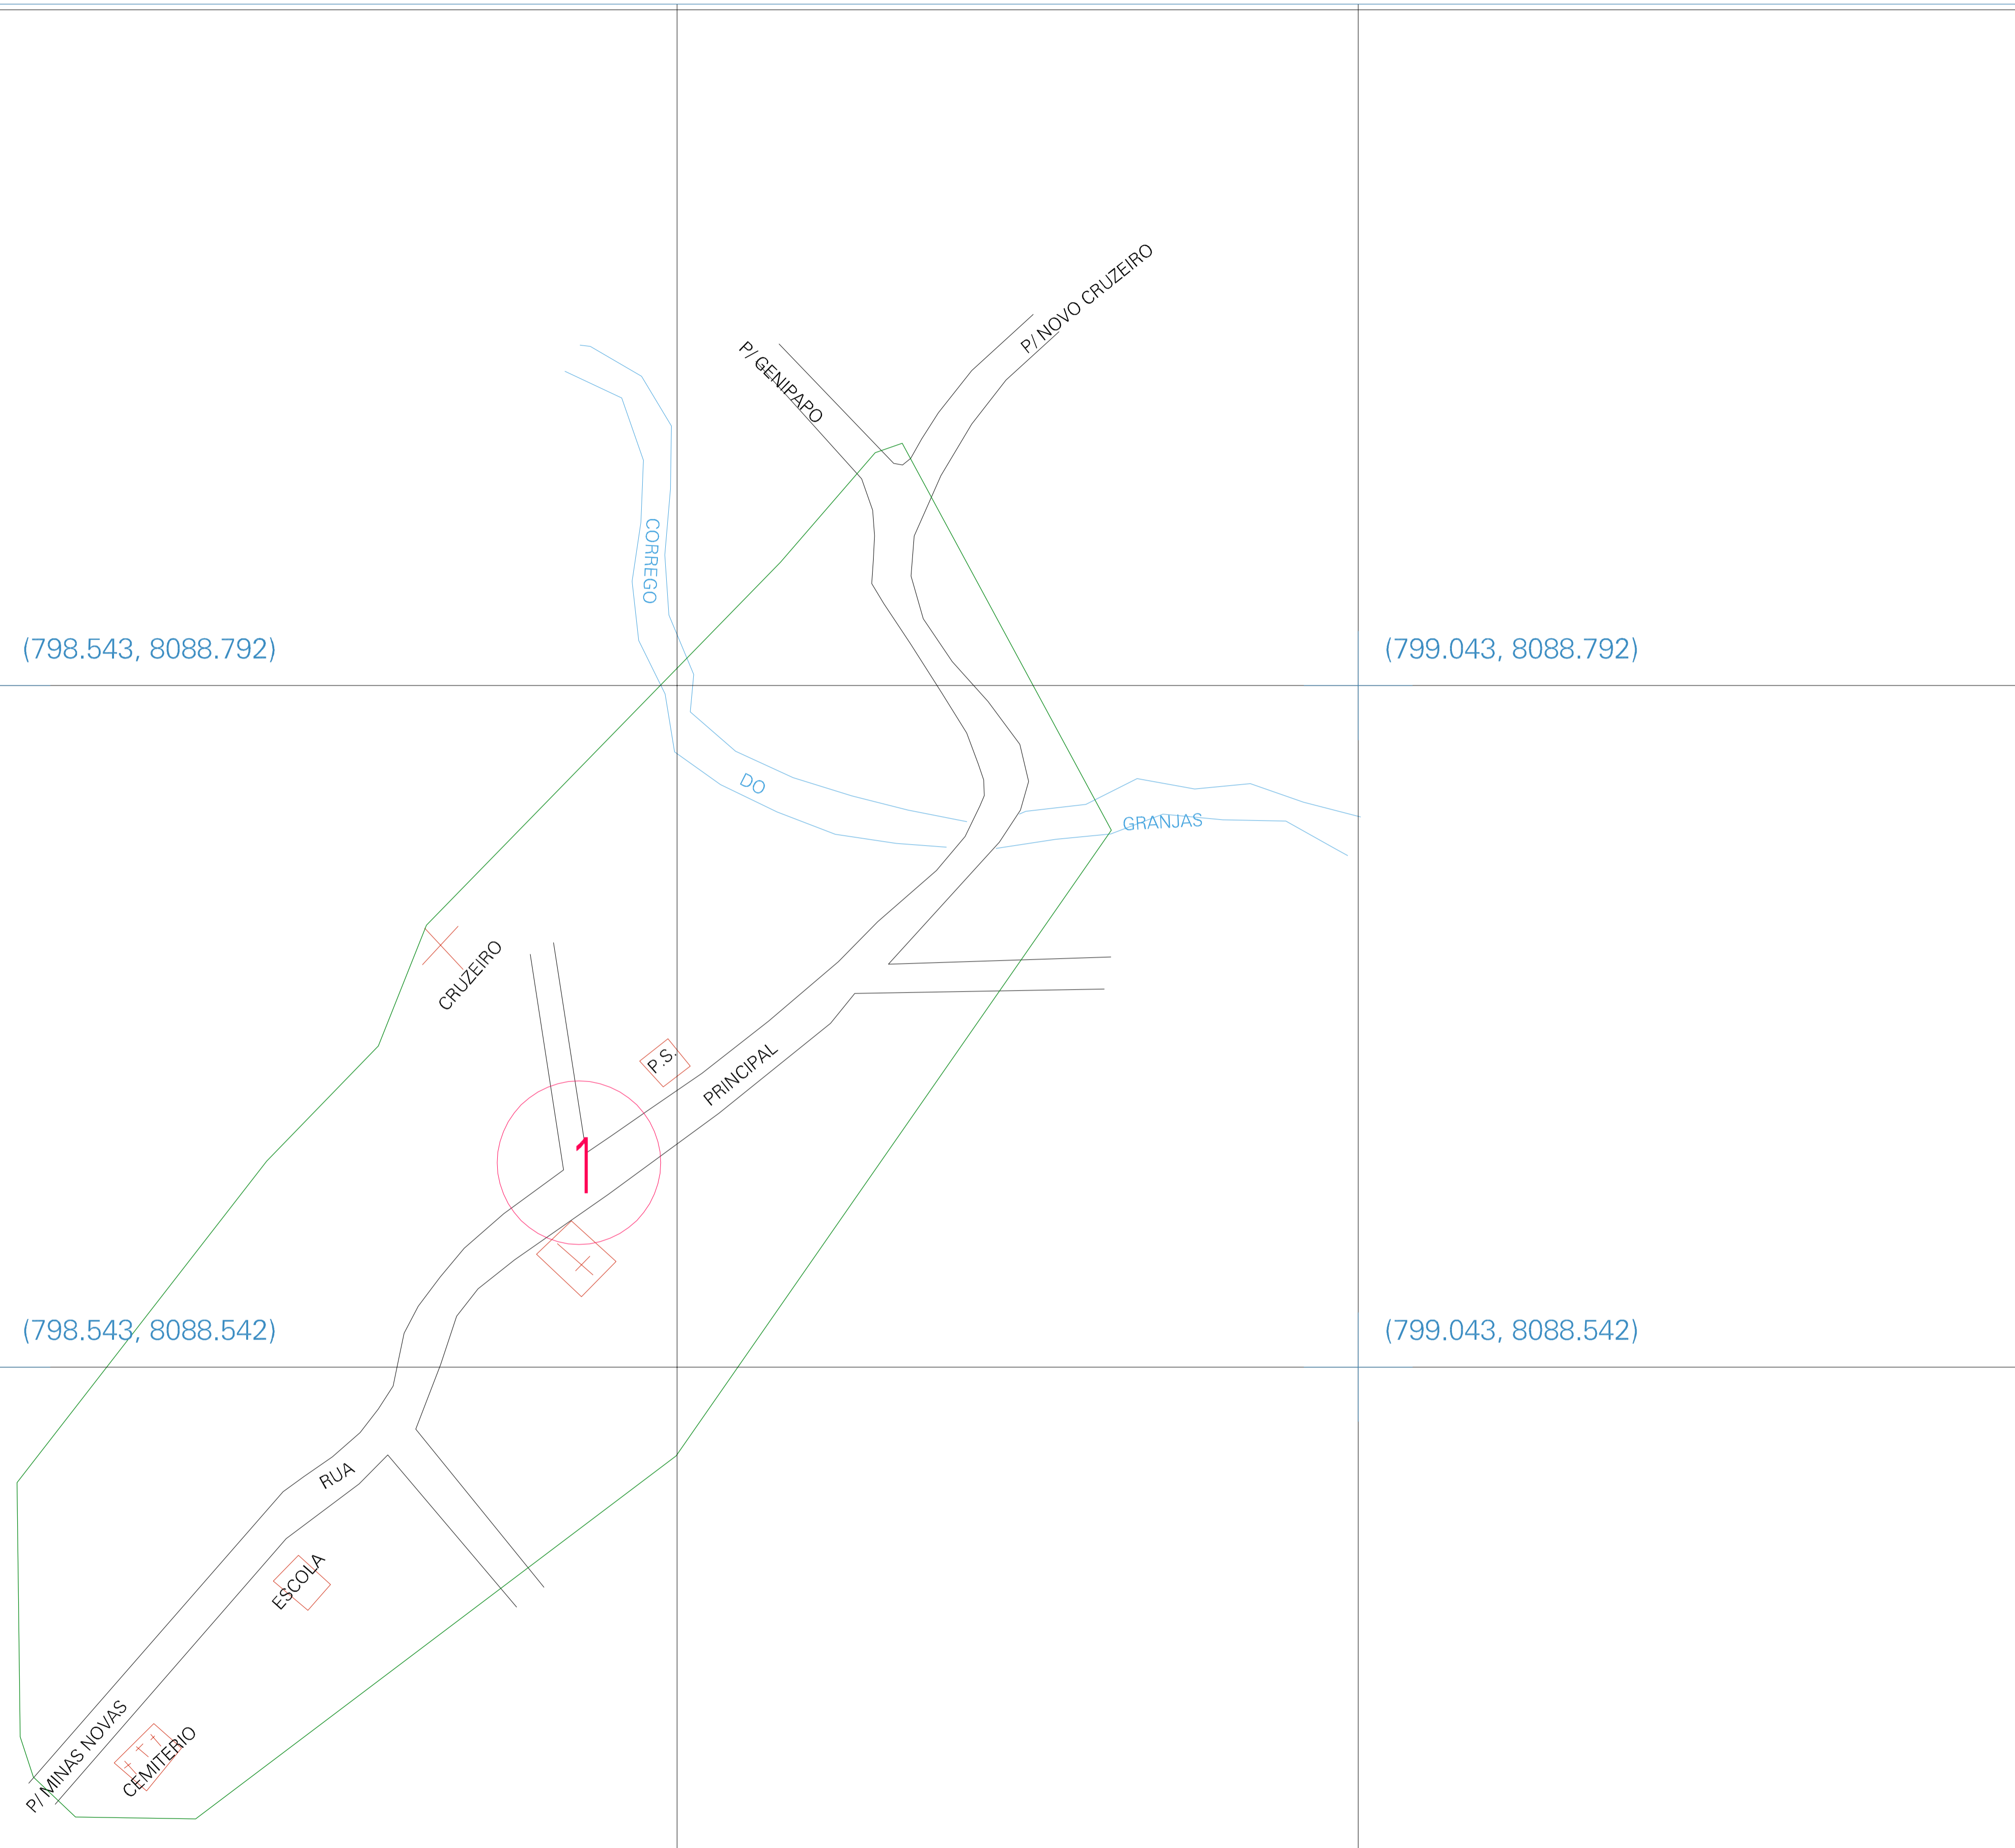 P/ NOVO CRUZEIRO
P/ GENIPAPO
CORREGO
(798.543, 8088.792)
(799.043, 8088.792)
DO
GRANJAS
CRUZEIRO
P.S.
PRINCIPAL
1
(798.543, 8088.542)
(799.043, 8088.542)
RUA
ESCOLA
P/ MINAS NOVAS
CEMITERIO